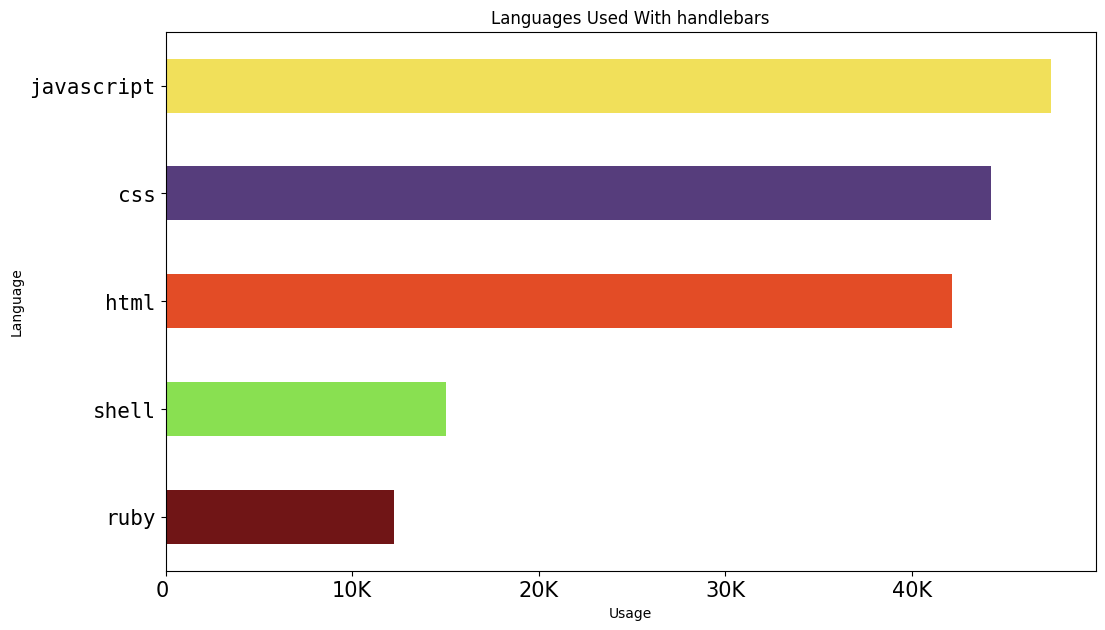 Languages Used With handlebars
javascript
css
html
shell
ruby
Language
0 10K 20K 30K 40K
Usage